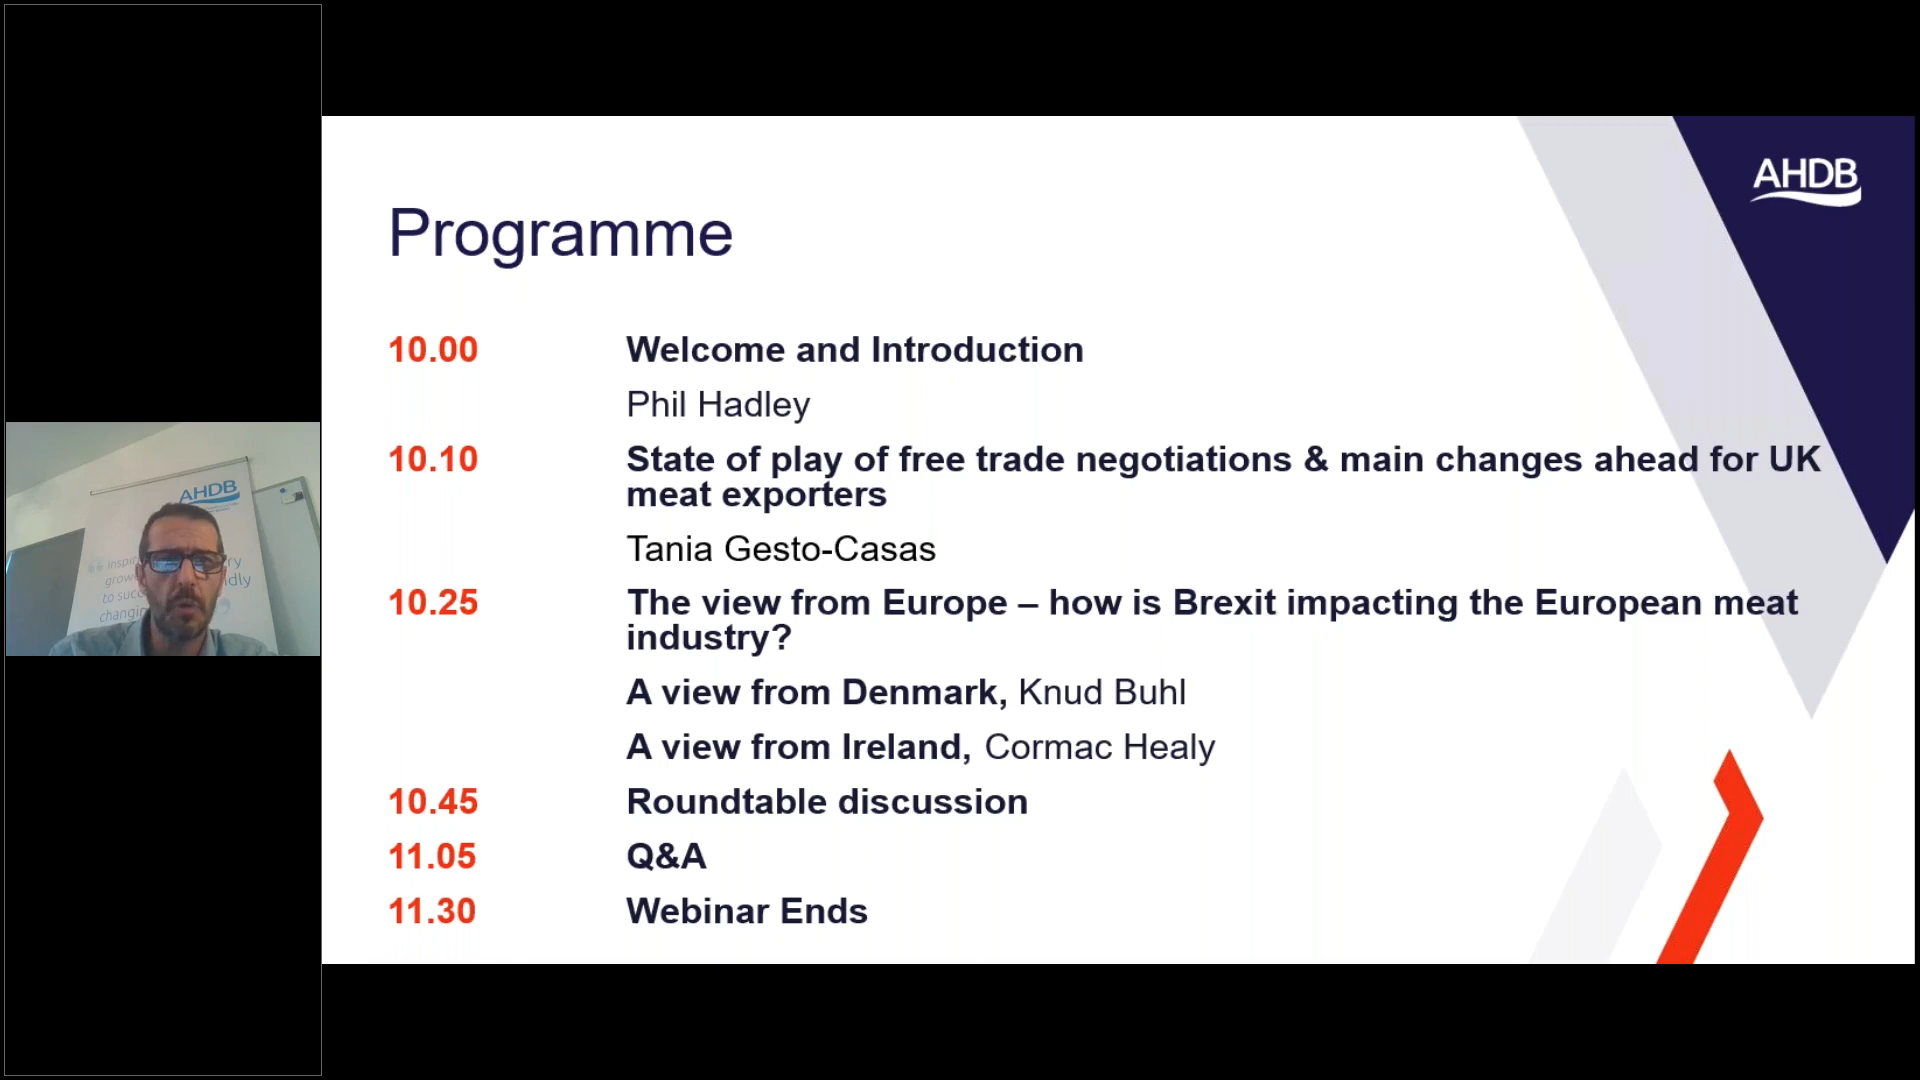 AHDB
Programme
10.00 Welcome and Introduction
Phil Hadley
10.10 State of play of free trade negotiations & main changes ahead for UK
meat exporters
Tania Gesto-Casas
10.25 The view from Europe – how is Brexit impacting the European meat
industry?
A view from Denmark, Knud Buhl
A view from Ireland, Cormac Healy
10.45 Roundtable discussion
11.05 Q&A
11.30 Webinar Ends
AHDB
to